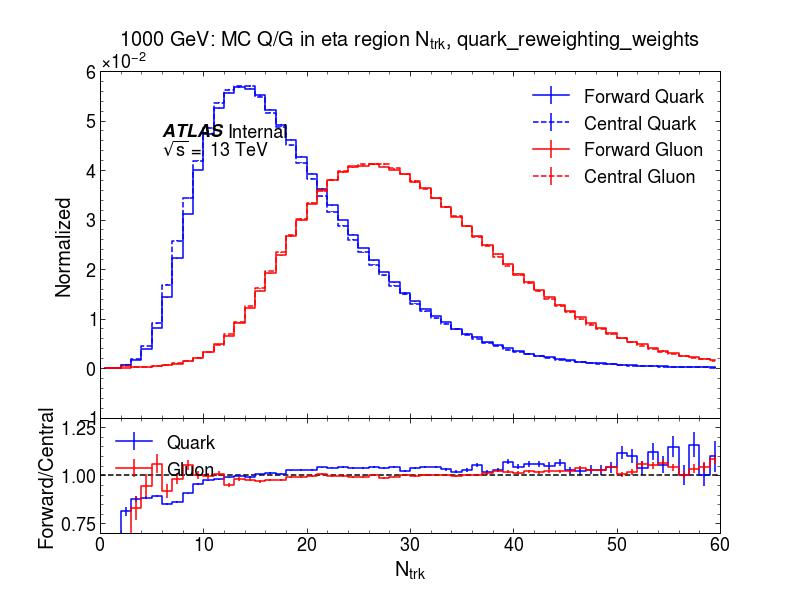 1000 GeV: MC Q/G in eta region N_trk, quark_reweighting_weights
×10⁻²
6
5
4
3
2
1
0
−1
Normalized
ATLAS Internal
√s = 13 TeV
Forward Quark
Central Quark
Forward Gluon
Central Gluon
1.25
1.00
0.75
Forward/Central
Quark
Gluon
0 10 20 30 40 50 60
N_trk